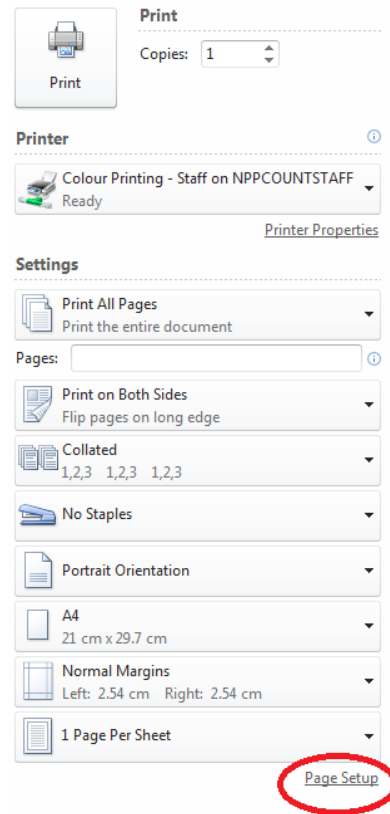 Print
Copies: 1
Print
Printer
Colour Printing - Staff on NPPCOUNTSTAFF
Ready
Printer Properties
Settings
Print All Pages
Print the entire document
Pages:
Print on Both Sides
Flip pages on long edge
Collated
1,2,3 1,2,3 1,2,3
No Staples
Portrait Orientation
A4
21 cm x 29.7 cm
Normal Margins
Left: 2.54 cm Right: 2.54 cm
1 Page Per Sheet
Page Setup